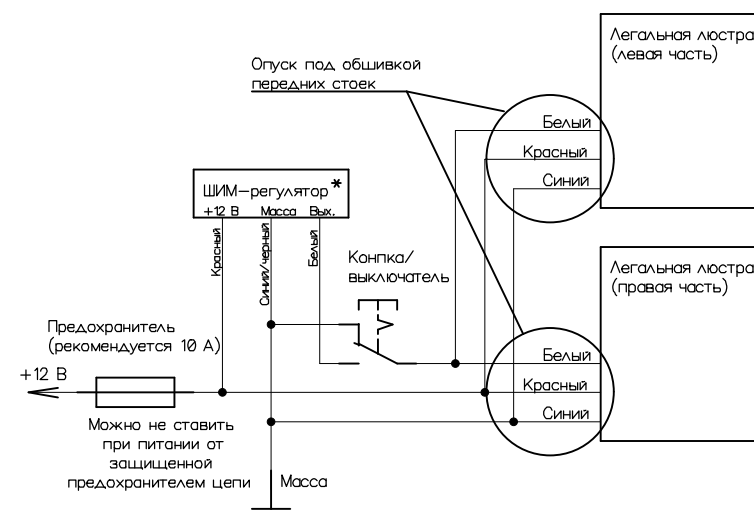 Легальная люстра
(левая часть)
Опуск под обшивкой
передних стоек
Белый
Красный
Синий
ШИМ-регулятор*
+12 В Масса Вых.
Красный
Синий/черный
Белый
Конпка/
выключатель
Легальная люстра
(правая часть)
Предохранитель
(рекомендуется 10 А)
+12 В
Белый
Красный
Синий
Можно не ставить
при питании от
защищенной
предохранителем цепи
Масса